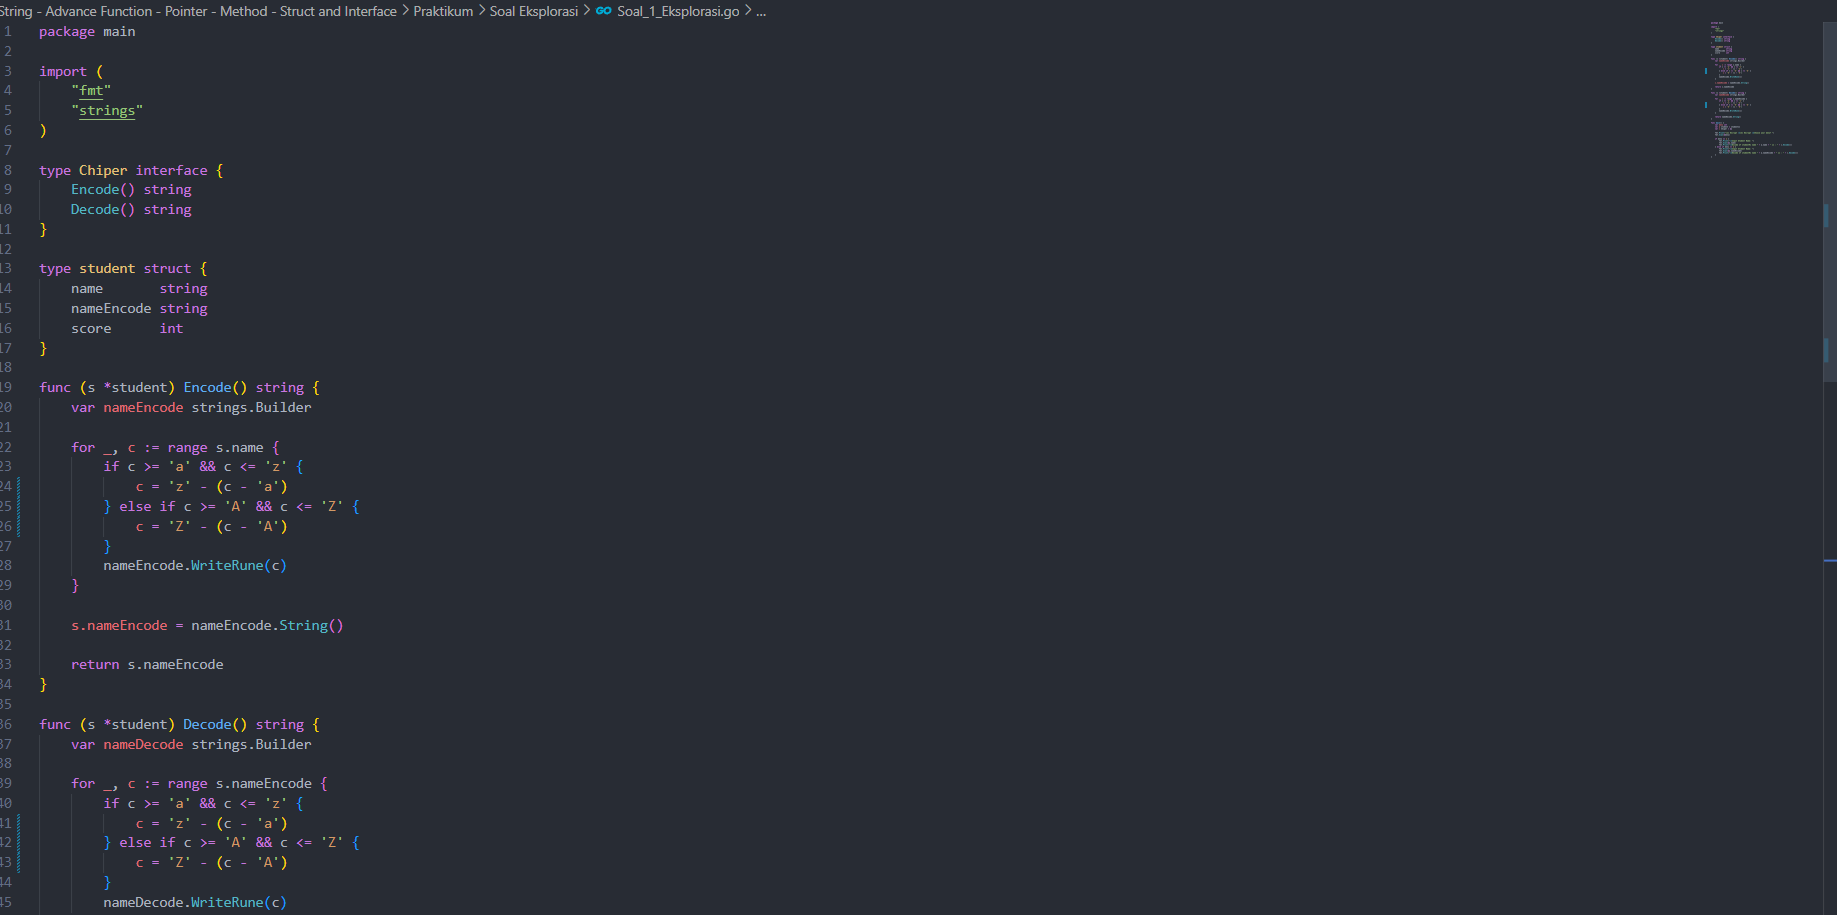 String - Advance Function - Pointer - Method - Struct and Interface > Praktikum > Soal Eksplorasi > GO Soal_1_Eksplorasi.go > ...
1 package main
2
3 import (
4 "fmt"
5 "strings"
6 )
7
8 type Chiper interface {
9 Encode() string
10 Decode() string
11 }
12
13 type student struct {
14 name string
15 nameEncode string
16 score int
17 }
18
19 func (s *student) Encode() string {
20 var nameEncode strings.Builder
21
22 for _, c := range s.name {
23 if c >= 'a' && c <= 'z' {
24 c = 'z' - (c - 'a')
25 } else if c >= 'A' && c <= 'Z' {
26 c = 'Z' - (c - 'A')
27 }
28 nameEncode.WriteRune(c)
29 }
30
31 s.nameEncode = nameEncode.String()
32
33 return s.nameEncode
34 }
35
36 func (s *student) Decode() string {
37 var nameDecode strings.Builder
38
39 for _, c := range s.nameEncode {
40 if c >= 'a' && c <= 'z' {
41 c = 'z' - (c - 'a')
42 } else if c >= 'A' && c <= 'Z' {
43 c = 'Z' - (c - 'A')
44 }
45 nameDecode.WriteRune(c)